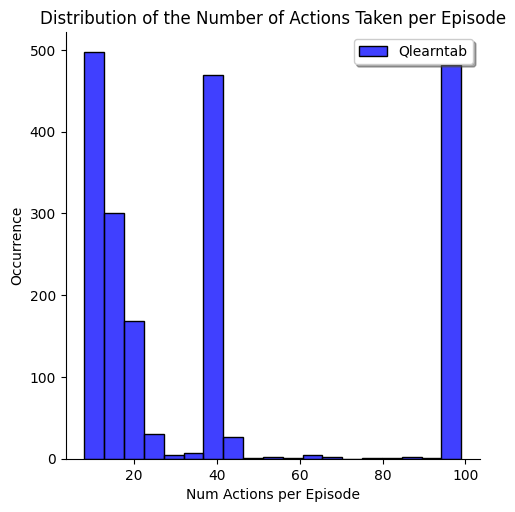 Distribution of the Number of Actions Taken per Episode
Qlearntab
500
400
300
200
100
0
Occurrence
20
40
60
80
100
Num Actions per Episode